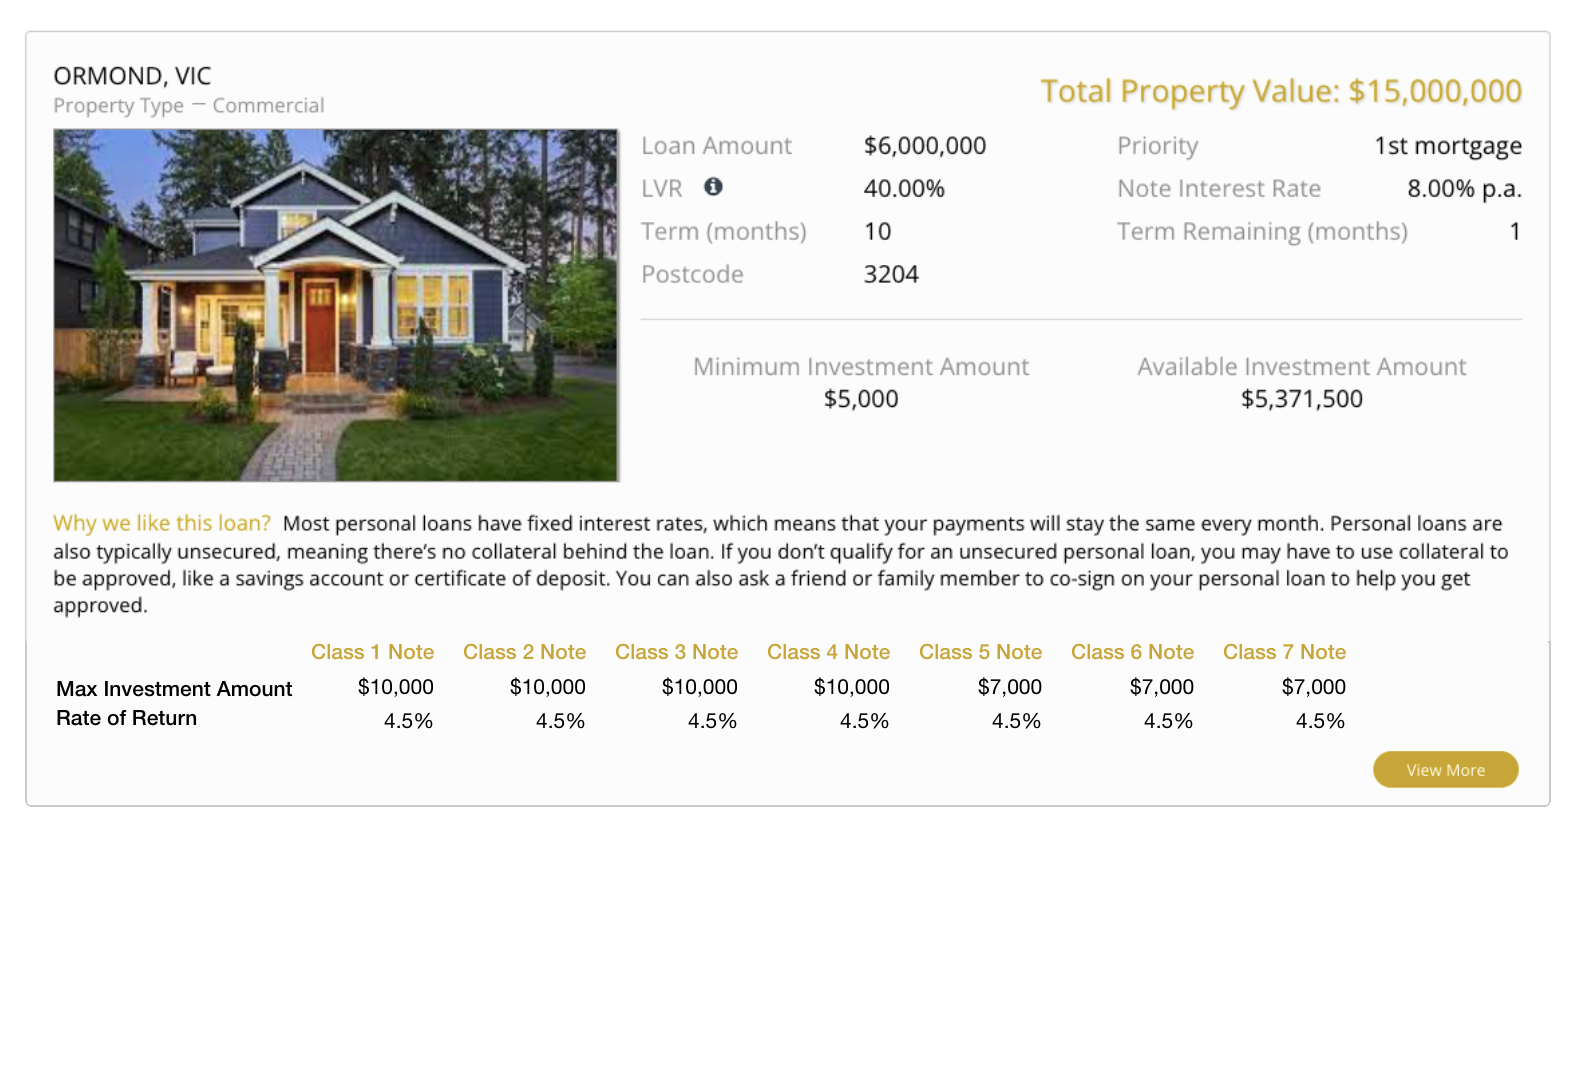 ORMOND, VIC
Property Type — Commercial
Total Property Value: $15,000,000
Loan Amount $6,000,000 Priority 1st mortgage
LVR 40.00% Note Interest Rate 8.00% p.a.
Term (months) 10 Term Remaining (months) 1
Postcode 3204
Minimum Investment Amount Available Investment Amount
$5,000 $5,371,500
Why we like this loan? Most personal loans have fixed interest rates, which means that your payments will stay the same every month. Personal loans are
also typically unsecured, meaning there’s no collateral behind the loan. If you don’t qualify for an unsecured personal loan, you may have to use collateral to
be approved, like a savings account or certificate of deposit. You can also ask a friend or family member to co-sign on your personal loan to help you get
approved.
Class 1 Note Class 2 Note Class 3 Note Class 4 Note Class 5 Note Class 6 Note Class 7 Note
Max Investment Amount $10,000 $10,000 $10,000 $10,000 $7,000 $7,000 $7,000
Rate of Return 4.5% 4.5% 4.5% 4.5% 4.5% 4.5% 4.5%
View More